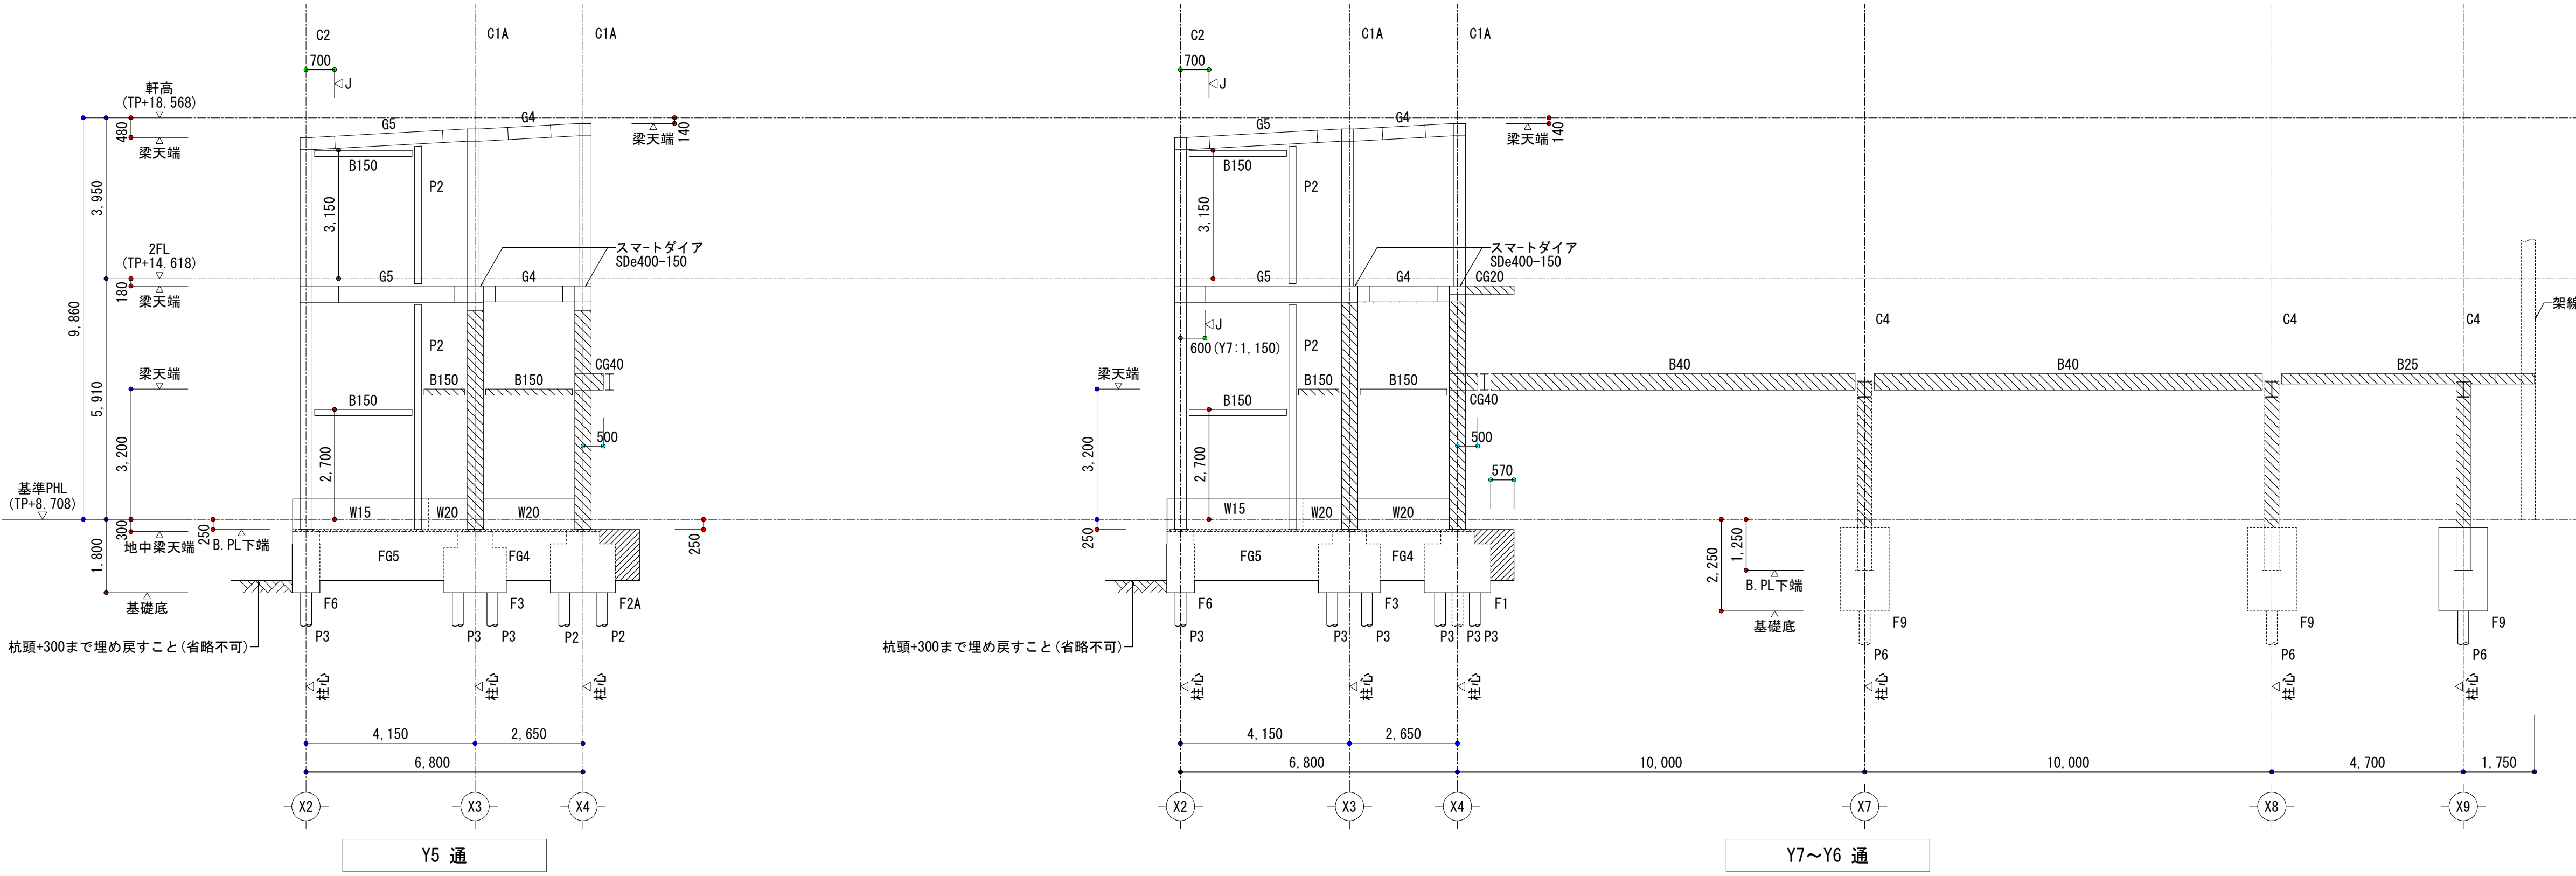 C2
C1A
C1A
700
J
軒高
(TP+18.568)
480
梁天端
G5
G4
140
梁天端
B150
P2
3,950
3,150
9,860
2FL
(TP+14.618)
180
梁天端
G5
G4
スマートダイア
SDe400-150
P2
CG40
B150
B150
B150
梁天端
5,910
3,200
2,700
500
基準PHL
(TP+8.708)
W15
W20
W20
300
地中梁天端
250
B.PL下端
250
1,800
基礎底
FG5
FG4
F6
F3
F2A
P3
P3
P3
P2
P2
杭頭+300まで埋め戻すこと(省略不可)
柱心
柱心
柱心
4,150
2,650
6,800
X2
X3
X4
Y5 通
C2
C1A
C1A
700
J
G5
G4
140
梁天端
B150
P2
3,150
スマートダイア
SDe400-150
G5
G4
CG20
J
600(Y7:1,150)
P2
C4
C4
C4
架線
梁天端
B150
B150
CG40
B40
B40
B25
B150
3,200
2,700
500
570
W15
W20
W20
250
FG5
FG4
2,250
1,250
B.PL下端
基礎底
F6
F3
F1
F9
F9
F9
P3
P3
P3
P3
P3
P3
P6
P6
P6
杭頭+300まで埋め戻すこと(省略不可)
柱心
柱心
柱心
柱心
柱心
柱心
4,150
2,650
6,800
10,000
10,000
4,700
1,750
X2
X3
X4
X7
X8
X9
Y7～Y6 通